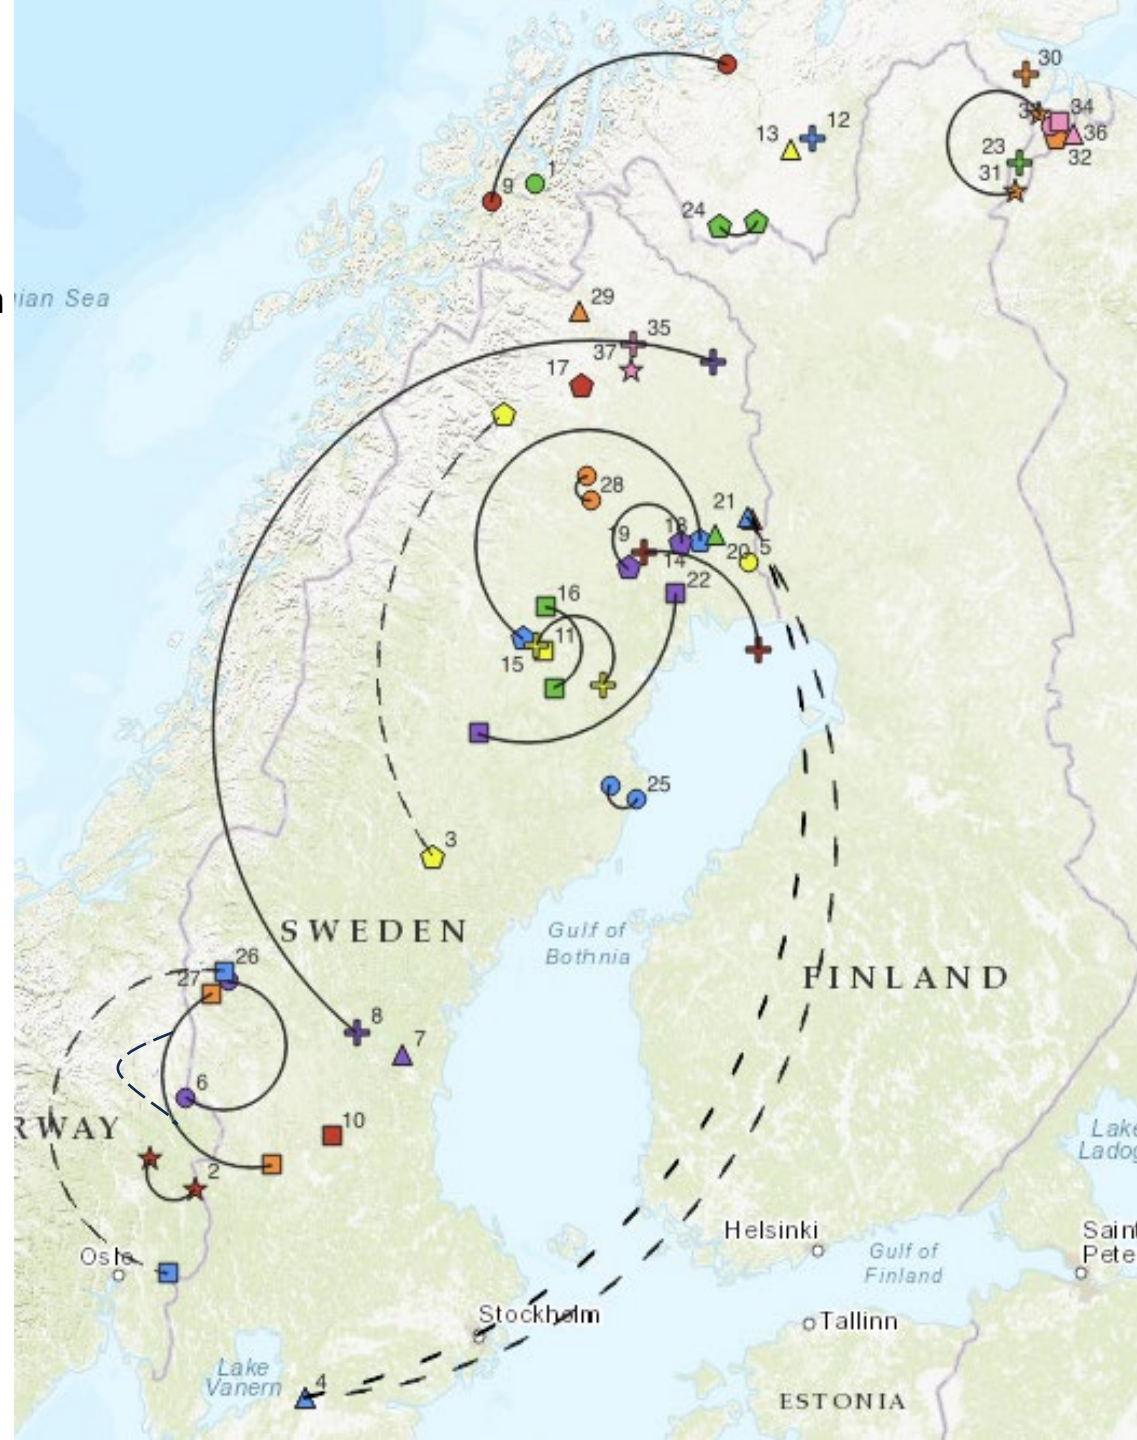 30
34
36
32
12
13
23
31
1
9
24
ian Sea
29
35
37
17
28
21
19
18
5
20
14
22
16
11
15
25
3
SWEDEN
Gulf of
Bothnia
FINLAND
26
27
8
7
6
10
RWAY
2
Lake
Ladog
Oslo
Helsinki
Gulf of
Finland
Saint
Pete
Stockholm
Tallinn
Lake
Vanern
4
ESTONIA